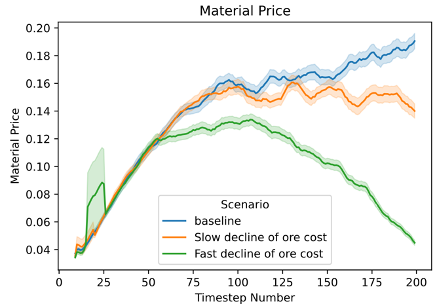 Material Price
0.20
0.18
0.16
0.14
0.12
0.10
0.08
0.06
0.04
Material Price
Scenario
baseline
Slow decline of ore cost
Fast decline of ore cost
0 25 50 75 100 125 150 175 200
Timestep Number